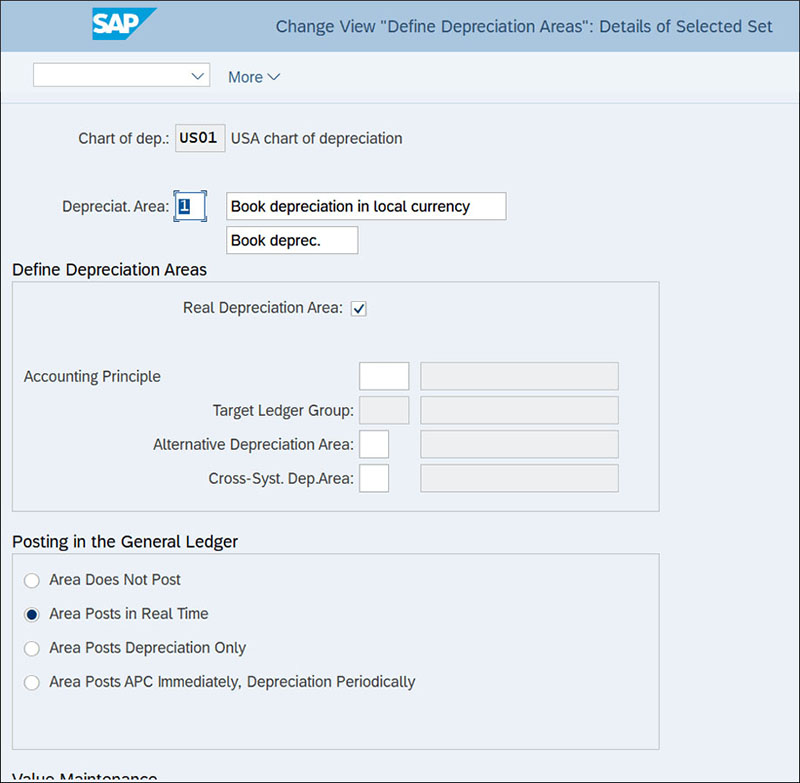 SAP
Change View "Define Depreciation Areas": Details of Selected Set
More
Chart of dep.: US01 USA chart of depreciation
Depreciat. Area: 1 Book depreciation in local currency
Book deprec.
Define Depreciation Areas
Real Depreciation Area:
Accounting Principle
Target Ledger Group:
Alternative Depreciation Area:
Cross-Syst. Dep.Area:
Posting in the General Ledger
Area Does Not Post
Area Posts in Real Time
Area Posts Depreciation Only
Area Posts APC Immediately, Depreciation Periodically
Value Maintenance